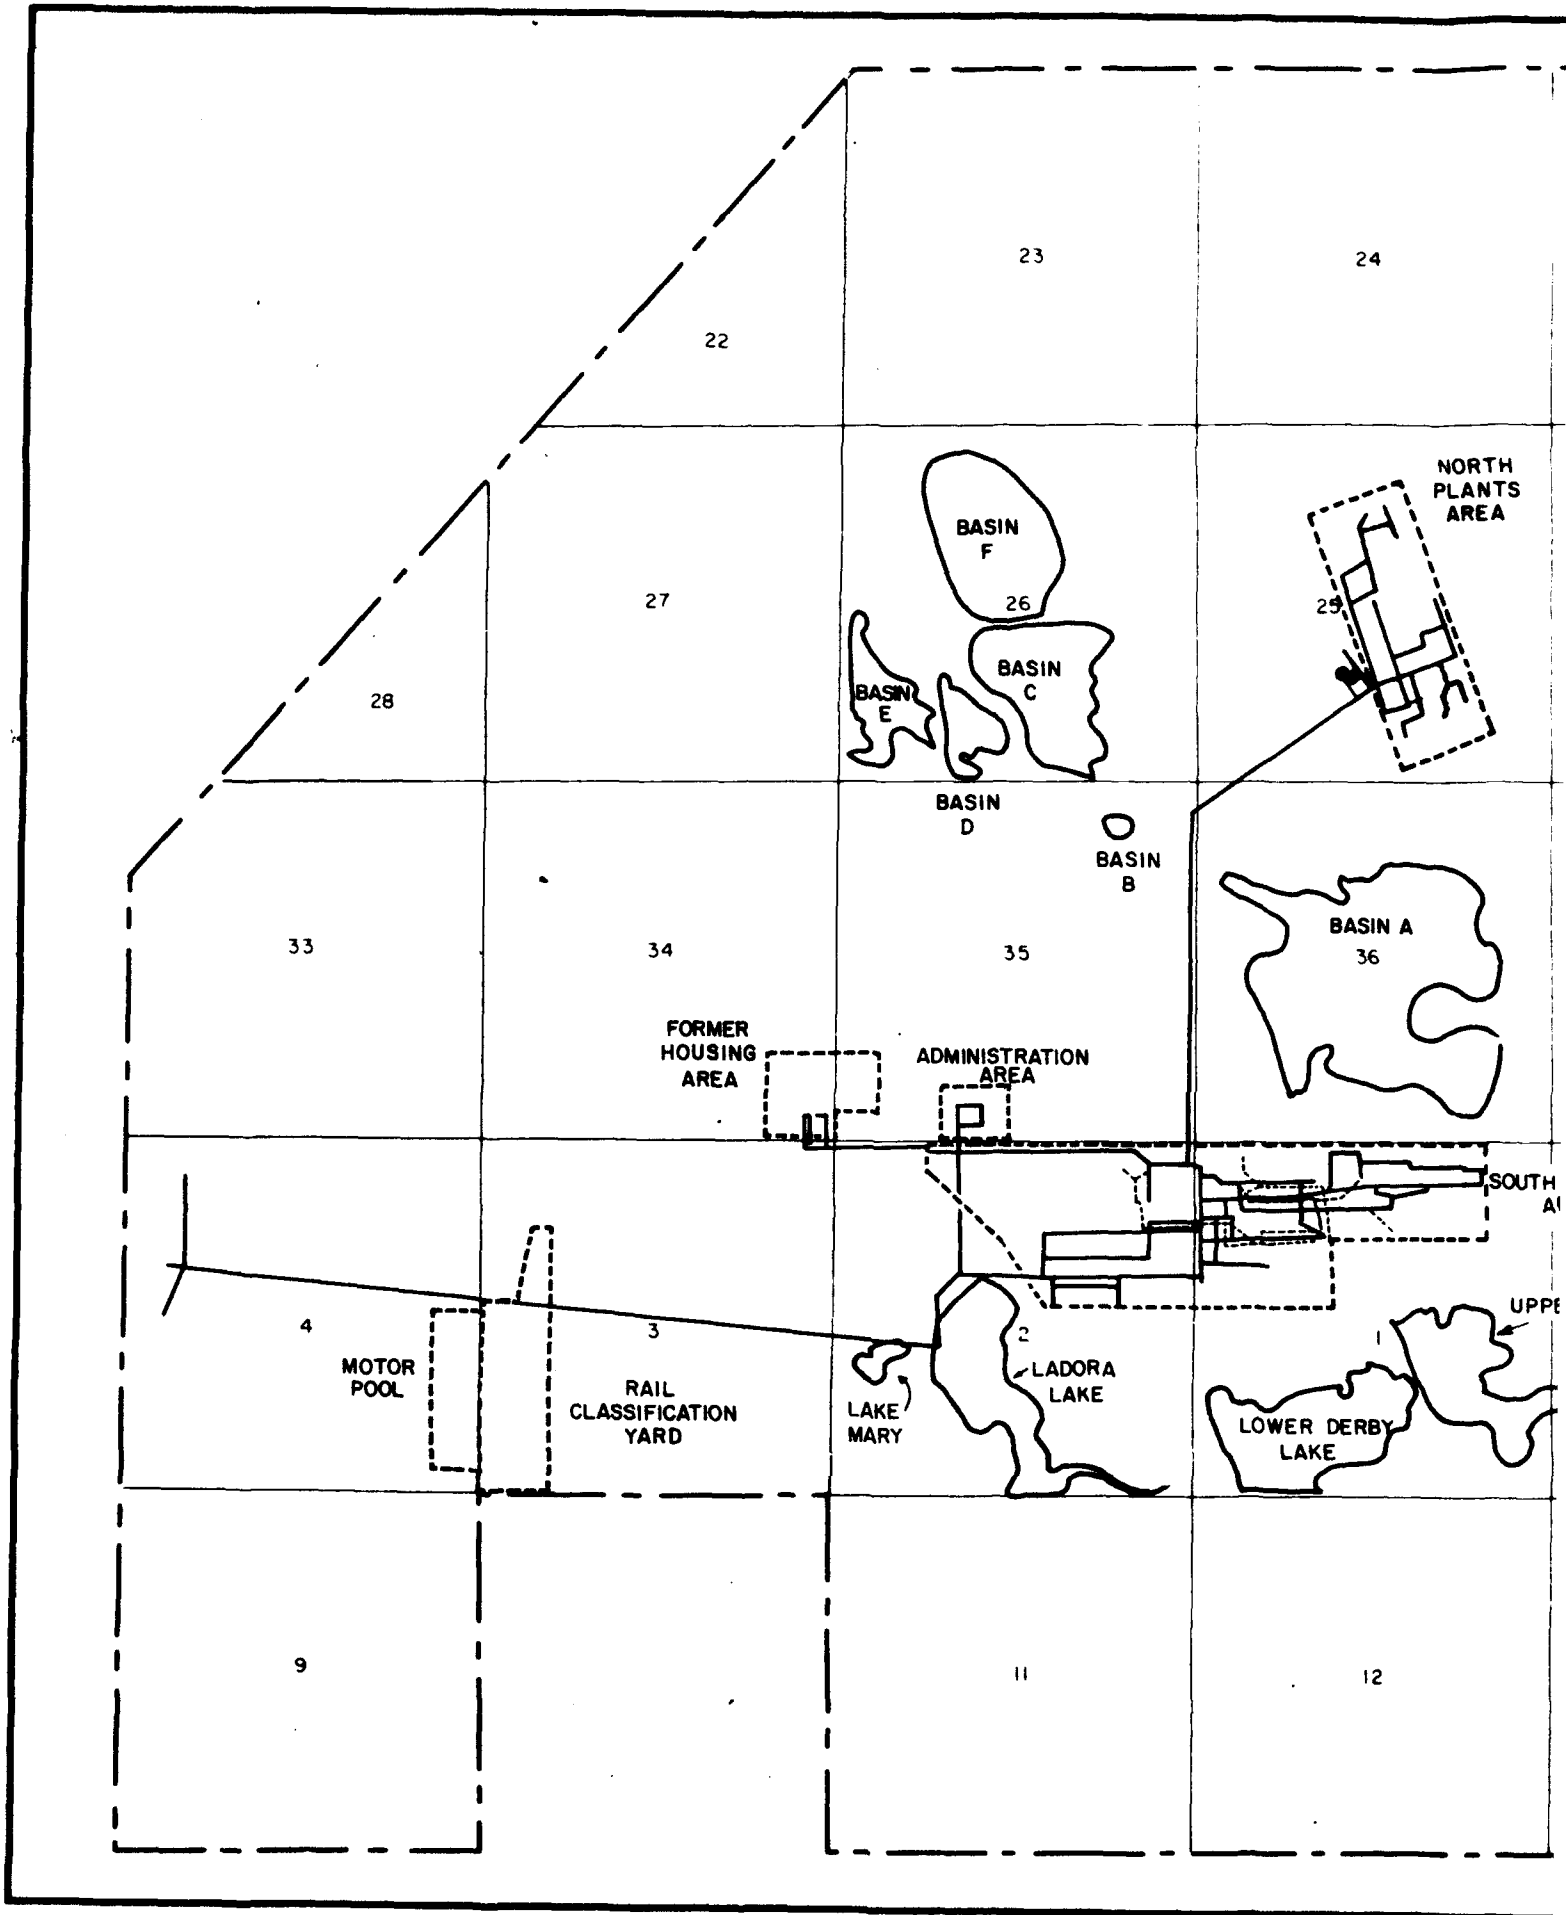 23
24
22
NORTH
PLANTS
AREA
BASIN
F
27
26
25
BASIN
C
BASIN
E
28
BASIN
D
BASIN
B
BASIN A
36
33
34
35
FORMER
HOUSING
AREA
ADMINISTRATION
AREA
SOUTH
4
3
2
1
UPPE
MOTOR
POOL
RAIL
CLASSIFICATION
YARD
LADORA
LAKE
LAKE
MARY
LOWER DERBY
LAKE
9
11
12